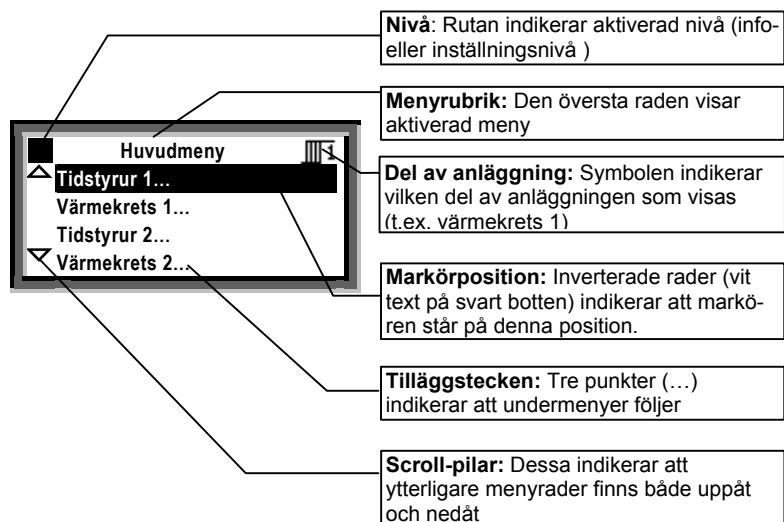 Nivå: Rutan indikerar aktiverad nivå (info-
eller inställningsnivå )
Menyrubrik: Den översta raden visar
aktiverad meny
Huvudmeny 1
Tidstyrur 1...
Värmekrets 1...
Tidstyrur 2...
Värmekrets 2...
Del av anläggning: Symbolen indikerar
vilken del av anläggningen som visas
(t.ex. värmekrets 1)
Markörposition: Inverterade rader (vit
text på svart botten) indikerar att markö-
ren står på denna position.
Tilläggstecken: Tre punkter (…)
indikerar att undermenyer följer
Scroll-pilar: Dessa indikerar att
ytterligare menyrader finns både uppåt
och nedåt